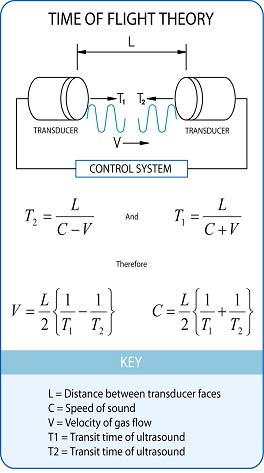 TIME OF FLIGHT THEORY
L
T₁ T₂
TRANSDUCER TRANSDUCER
V
CONTROL SYSTEM
T₂ = L / (C – V) And T₁ = L / (C + V)
Therefore
V = L/2 {1/T₁ – 1/T₂} C = L/2 {1/T₁ + 1/T₂}
KEY
L = Distance between transducer faces
C = Speed of sound
V = Velocity of gas flow
T1 = Transit time of ultrasound
T2 = Transit time of ultrasound